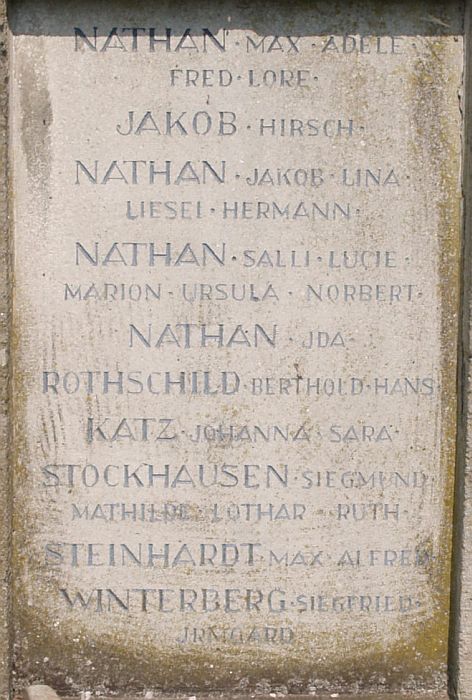 NATHAN · MAX · ADELE ·
FRED · LORE ·
JAKOB · HIRSCH ·
NATHAN · JAKOB · LINA ·
LIESEL · HERMANN ·
NATHAN · SALLI · LUCIE ·
MARION · URSULA · NORBERT ·
NATHAN · JDA ·
ROTHSCHILD · BERTHOLD · HANS ·
KATZ · JOHANNA · SARA ·
STOCKHAUSEN · SIEGMUND ·
MATHILDE · LOTHAR · RUTH ·
STEINHARDT · MAX · ALFRED ·
WINTERBERG · SIEGFRIED ·
JRMGARD